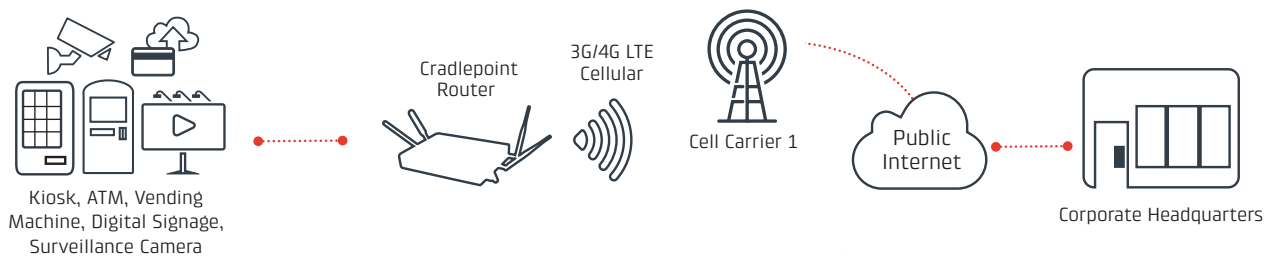 Kiosk, ATM, Vending
Machine, Digital Signage,
Surveillance Camera
Cradlepoint
Router
3G/4G LTE
Cellular
Cell Carrier 1
Public
Internet
Corporate Headquarters